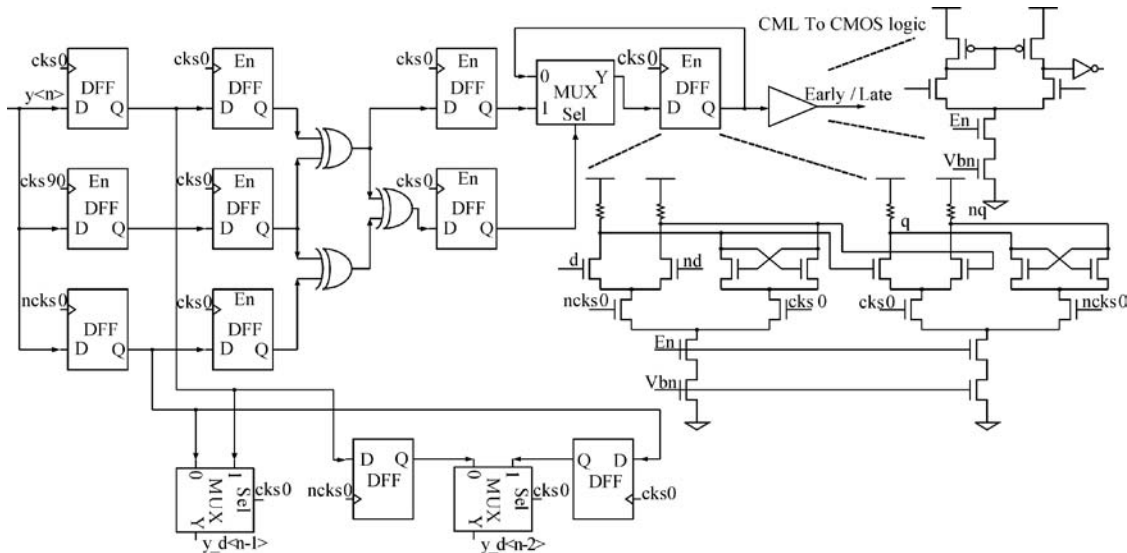 CML To CMOS logic
cks0
DFF
D Q
y<n>
cks0
En
DFF
D Q
cks0
En
DFF
D Q
0
1
MUX
Y
Sel
cks0
En
DFF
D Q
Early / Late
En
Vbn
cks90
En
DFF
D Q
cks0
En
DFF
D Q
cks0
En
DFF
D Q
ncks0
DFF
D Q
cks0
En
DFF
D Q
d
nd
ncks0
cks0
q
nq
cks0
ncks0
En
Vbn
0
1
MUX
Sel
Y
cks0
y_d<n-1>
D Q
DFF
ncks0
0
1
MUX
Sel
Y
cks0
y_d<n-2>
Q D
DFF
cks0